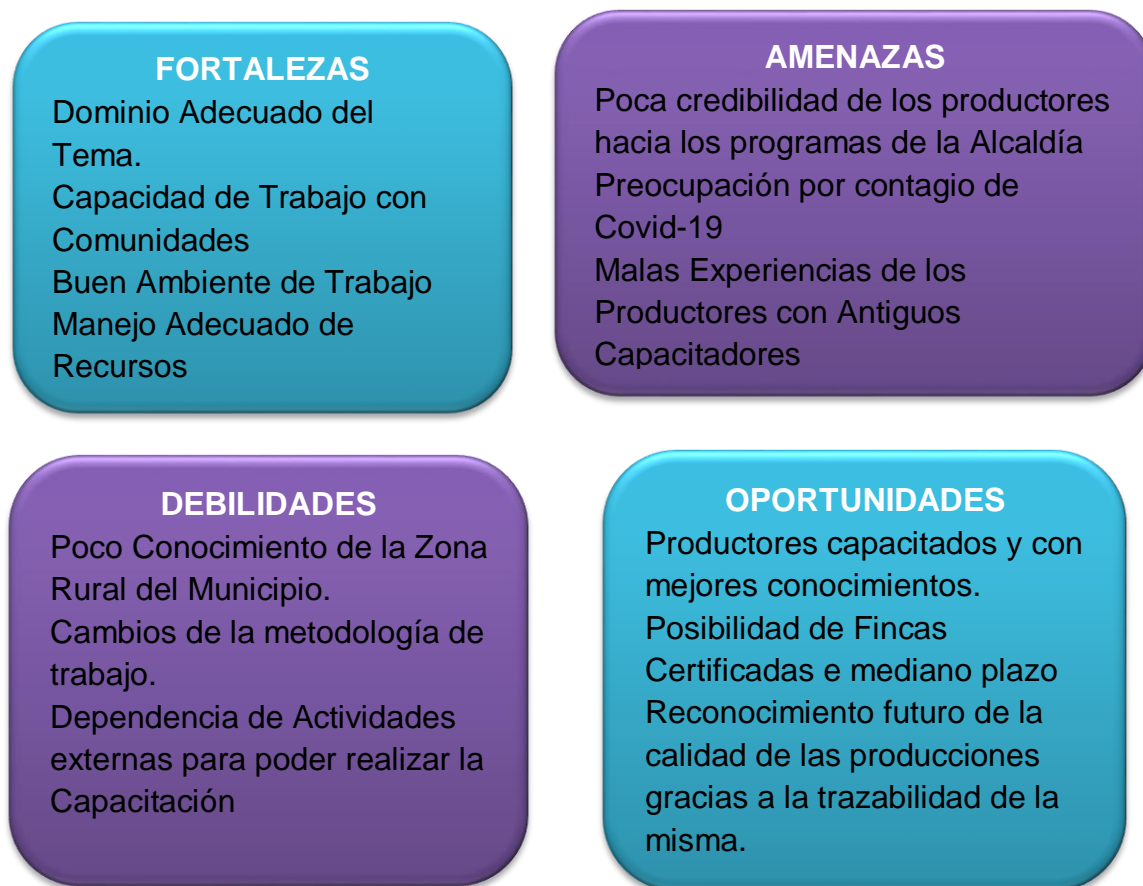 FORTALEZAS
Dominio Adecuado del
Tema.
Capacidad de Trabajo con
Comunidades
Buen Ambiente de Trabajo
Manejo Adecuado de
Recursos
AMENAZAS
Poca credibilidad de los productores
hacia los programas de la Alcaldía
Preocupación por contagio de
Covid-19
Malas Experiencias de los
Productores con Antiguos
Capacitadores
DEBILIDADES
Poco Conocimiento de la Zona
Rural del Municipio.
Cambios de la metodología de
trabajo.
Dependencia de Actividades
externas para poder realizar la
Capacitación
OPORTUNIDADES
Productores capacitados y con
mejores conocimientos.
Posibilidad de Fincas
Certificadas e mediano plazo
Reconocimiento futuro de la
calidad de las producciones
gracias a la trazabilidad de la
misma.